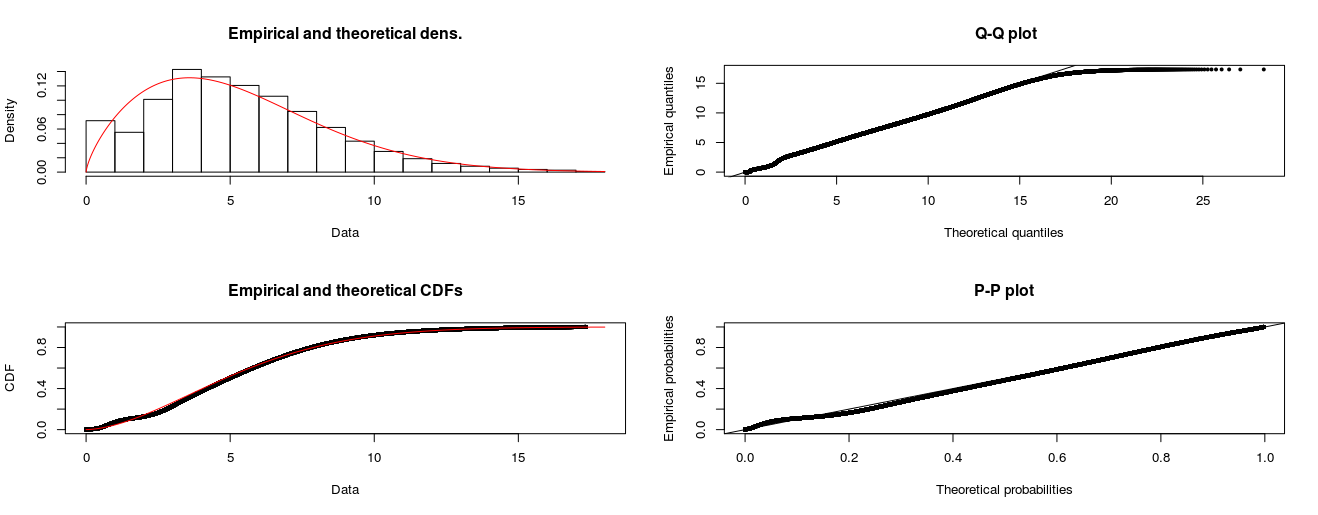 Empirical and theoretical dens.
Density
0.00 0.06 0.12
0 5 10 15
Data
Q-Q plot
Empirical quantiles
0 5 10 15
0 5 10 15 20 25
Theoretical quantiles
Empirical and theoretical CDFs
CDF
0.0 0.4 0.8
0 5 10 15
Data
P-P plot
Empirical probabilities
0.0 0.4 0.8
0.0 0.2 0.4 0.6 0.8 1.0
Theoretical probabilities